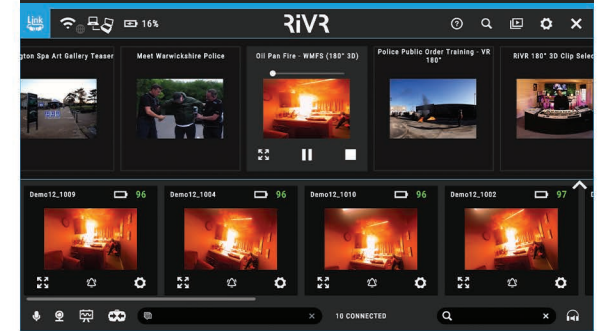 Link
16%
RiVR
gton Spa Art Gallery Teaser
Meet Warwickshire Police
Oil Pan Fire - WMFS (180° 3D)
Police Public Order Training - VR
180°
RiVR 180° 3D Clip Selec
Demo12_1009 96
Demo12_1004 96
Demo12_1010 96
Demo12_1002 97
10 CONNECTED